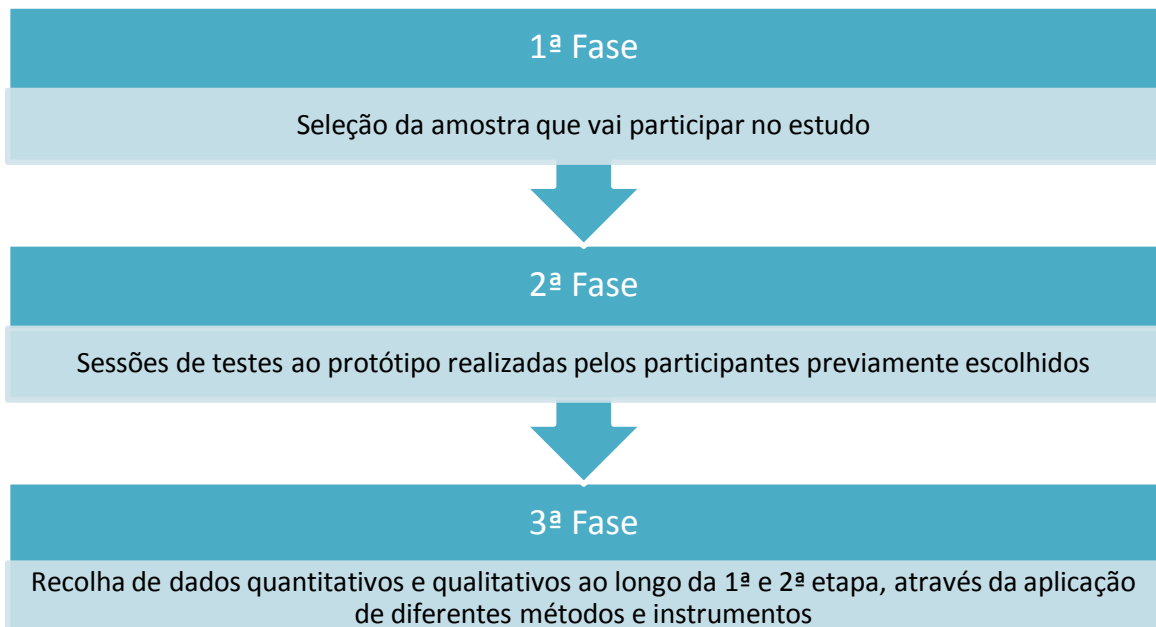 1ª Fase
Seleção da amostra que vai participar no estudo
2ª Fase
Sessões de testes ao protótipo realizadas pelos participantes previamente escolhidos
3ª Fase
Recolha de dados quantitativos e qualitativos ao longo da 1ª e 2ª etapa, através da aplicação
de diferentes métodos e instrumentos